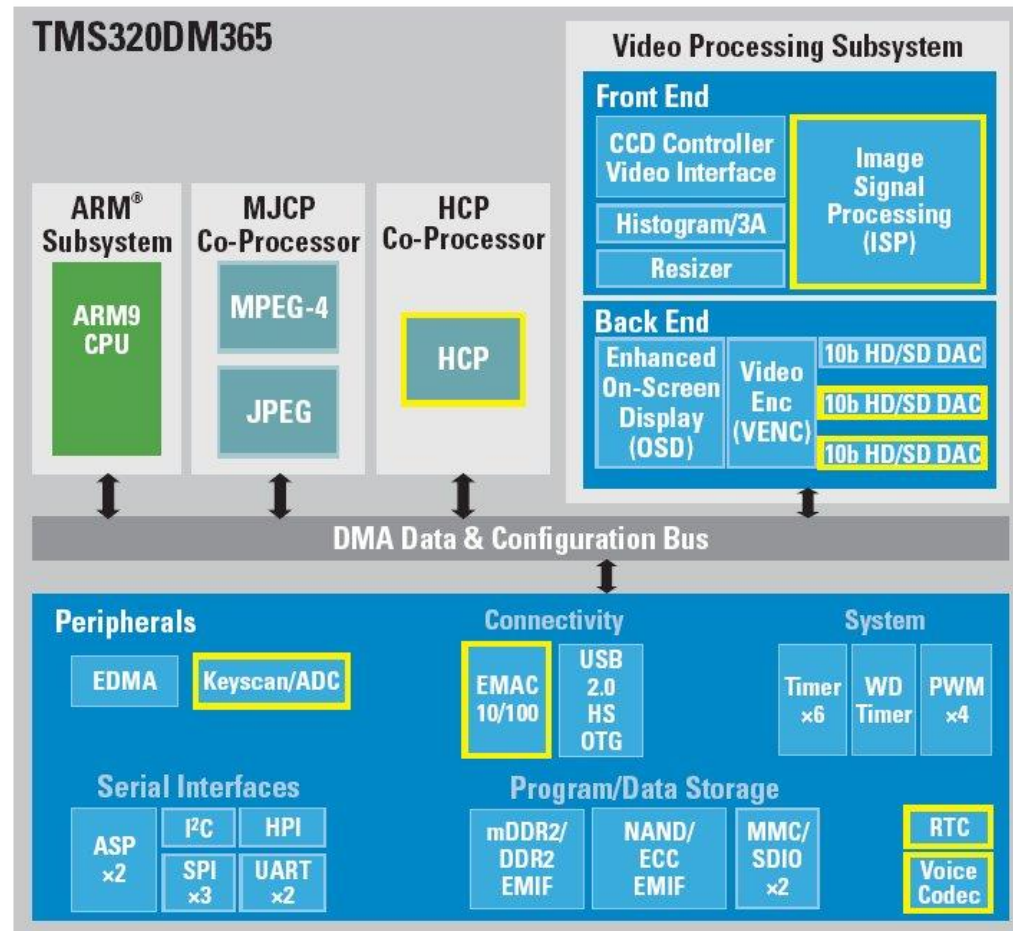 TMS320DM365
ARM®
Subsystem
ARM9
CPU
MJCP
Co-Processor
MPEG-4
JPEG
HCP
Co-Processor
HCP
Video Processing Subsystem
Front End
CCD Controller
Video Interface
Histogram/3A
Resizer
Image
Signal
Processing
(ISP)
Back End
Enhanced
On-Screen
Display
(OSD)
Video
Enc
(VENC)
10b HD/SD DAC
10b HD/SD DAC
10b HD/SD DAC
DMA Data & Configuration Bus
Peripherals
EDMA
Keyscan/ADC
Connectivity
EMAC
10/100
USB
2.0
HS
OTG
System
Timer
×6
WD
Timer
PWM
×4
Serial Interfaces
ASP
×2
I²C
HPI
SPI
×3
UART
×2
Program/Data Storage
mDDR2/
DDR2
EMIF
NAND/
ECC
EMIF
MMC/
SDIO
×2
RTC
Voice
Codec